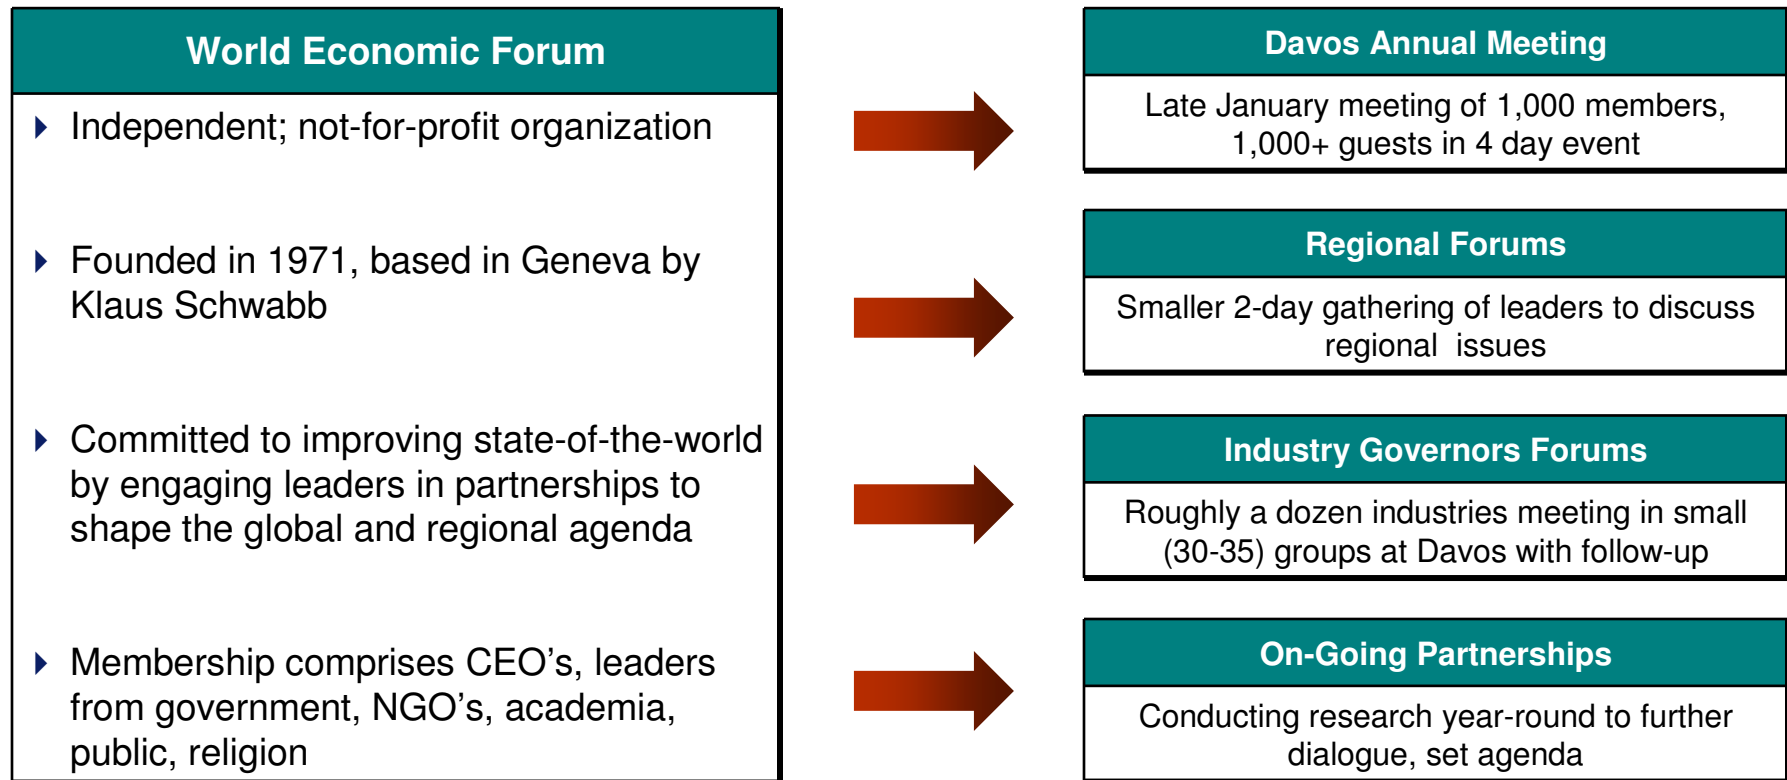 World Economic Forum
Independent; not-for-profit organization
Founded in 1971, based in Geneva by
Klaus Schwabb
Committed to improving state-of-the-world
by engaging leaders in partnerships to
shape the global and regional agenda
Membership comprises CEO’s, leaders
from government, NGO’s, academia,
public, religion
Davos Annual Meeting
Late January meeting of 1,000 members,
1,000+ guests in 4 day event
Regional Forums
Smaller 2-day gathering of leaders to discuss
regional  issues
Industry Governors Forums
Roughly a dozen industries meeting in small
(30-35) groups at Davos with follow-up
On-Going Partnerships
Conducting research year-round to further
dialogue, set agenda